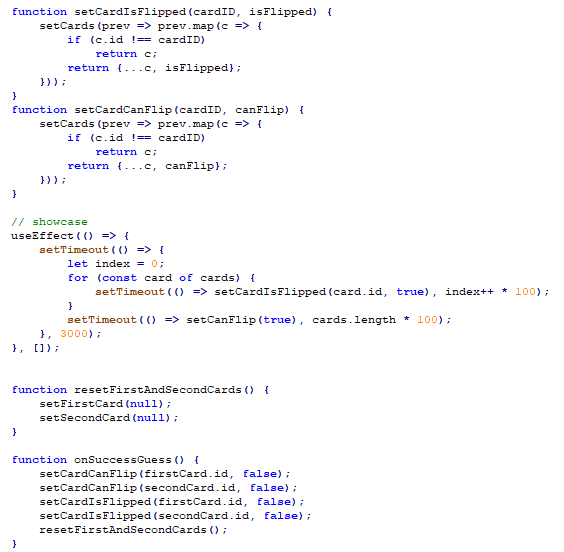 function setCardIsFlipped(cardID, isFlipped) {
    setCards(prev => prev.map(c => {
        if (c.id !== cardID)
            return c;
        return {...c, isFlipped};
    }));
}
function setCardCanFlip(cardID, canFlip) {
    setCards(prev => prev.map(c => {
        if (c.id !== cardID)
            return c;
        return {...c, canFlip};
    }));
}

// showcase
useEffect(() => {
    setTimeout(() => {
        let index = 0;
        for (const card of cards) {
            setTimeout(() => setCardIsFlipped(card.id, true), index++ * 100);
        }
        setTimeout(() => setCanFlip(true), cards.length * 100);
    }, 3000);
}, []);


function resetFirstAndSecondCards() {
    setFirstCard(null);
    setSecondCard(null);
}

function onSuccessGuess() {
    setCardCanFlip(firstCard.id, false);
    setCardCanFlip(secondCard.id, false);
    setCardIsFlipped(firstCard.id, false);
    setCardIsFlipped(secondCard.id, false);
    resetFirstAndSecondCards();
}